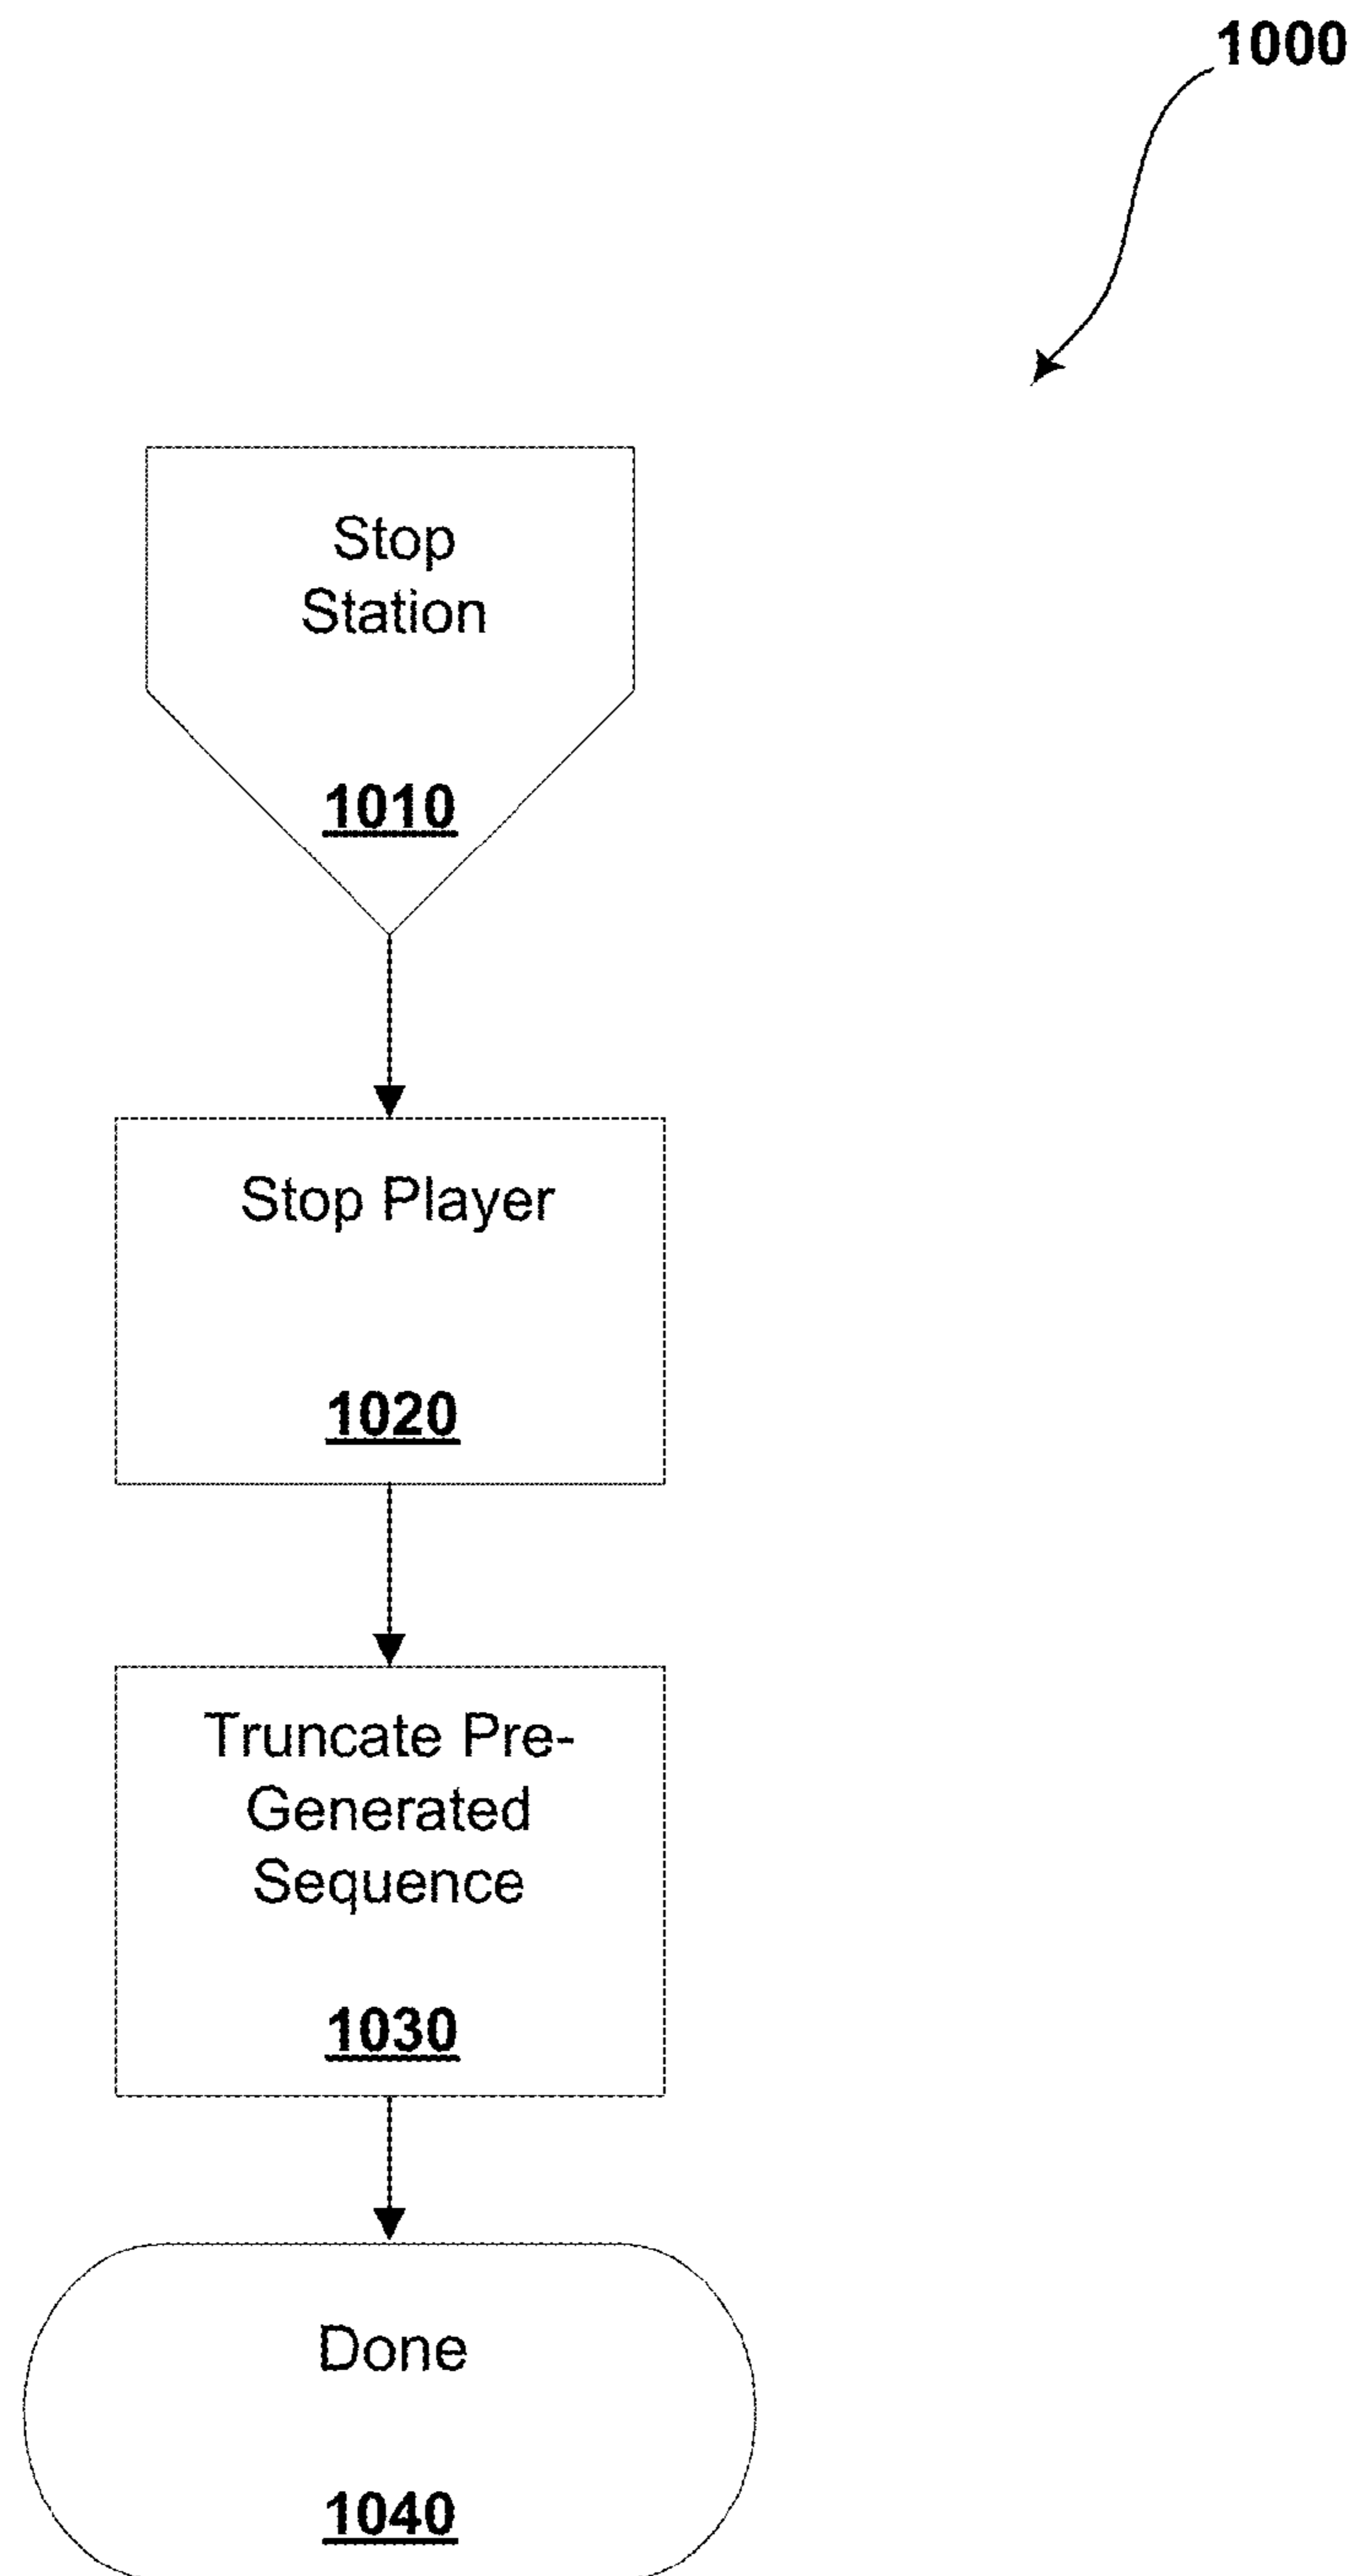 1000
Stop
Station
1010
Stop Player
1020
Truncate Pre-
Generated
Sequence
1030
Done
1040